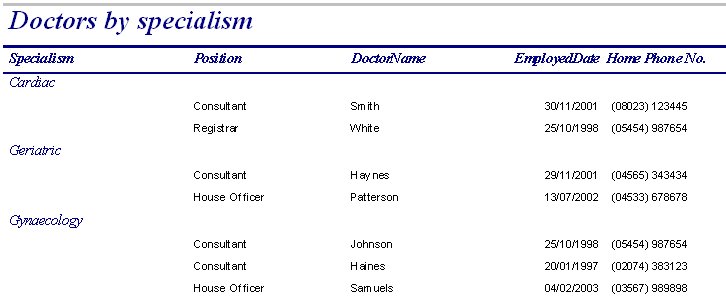 Doctors by specialism
Specialism Position DoctorName EmployedDate Home Phone No.
Cardiac
Consultant Smith 30/11/2001 (08023) 123445
Registrar White 25/10/1998 (05454) 987654
Geriatric
Consultant Haynes 29/11/2001 (04565) 343434
House Officer Patterson 13/07/2002 (04533) 678678
Gynaecology
Consultant Johnson 25/10/1998 (05454) 987654
Consultant Haines 20/01/1997 (02074) 383123
House Officer Samuels 04/02/2003 (03567) 989898